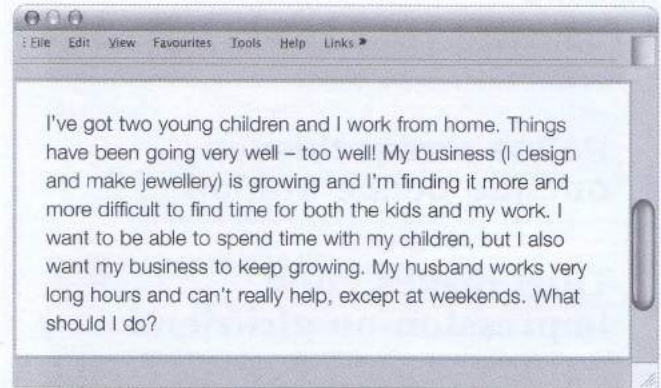 File Edit View Favourites Tools Help Links
I've got two young children and I work from home. Things
have been going very well – too well! My business (I design
and make jewellery) is growing and I'm finding it more and
more difficult to find time for both the kids and my work. I
want to be able to spend time with my children, but I also
want my business to keep growing. My husband works very
long hours and can't really help, except at weekends. What
should I do?